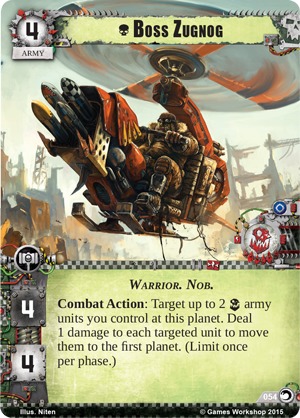 4
ARMY
Boss Zugnog
Warrior. Nob.
Combat Action: Target up to 2 army
units you control at this planet. Deal
1 damage to each targeted unit to move
them to the first planet. (Limit once
per phase.)
4
4
054
Illus. Niten
© Games Workshop 2015